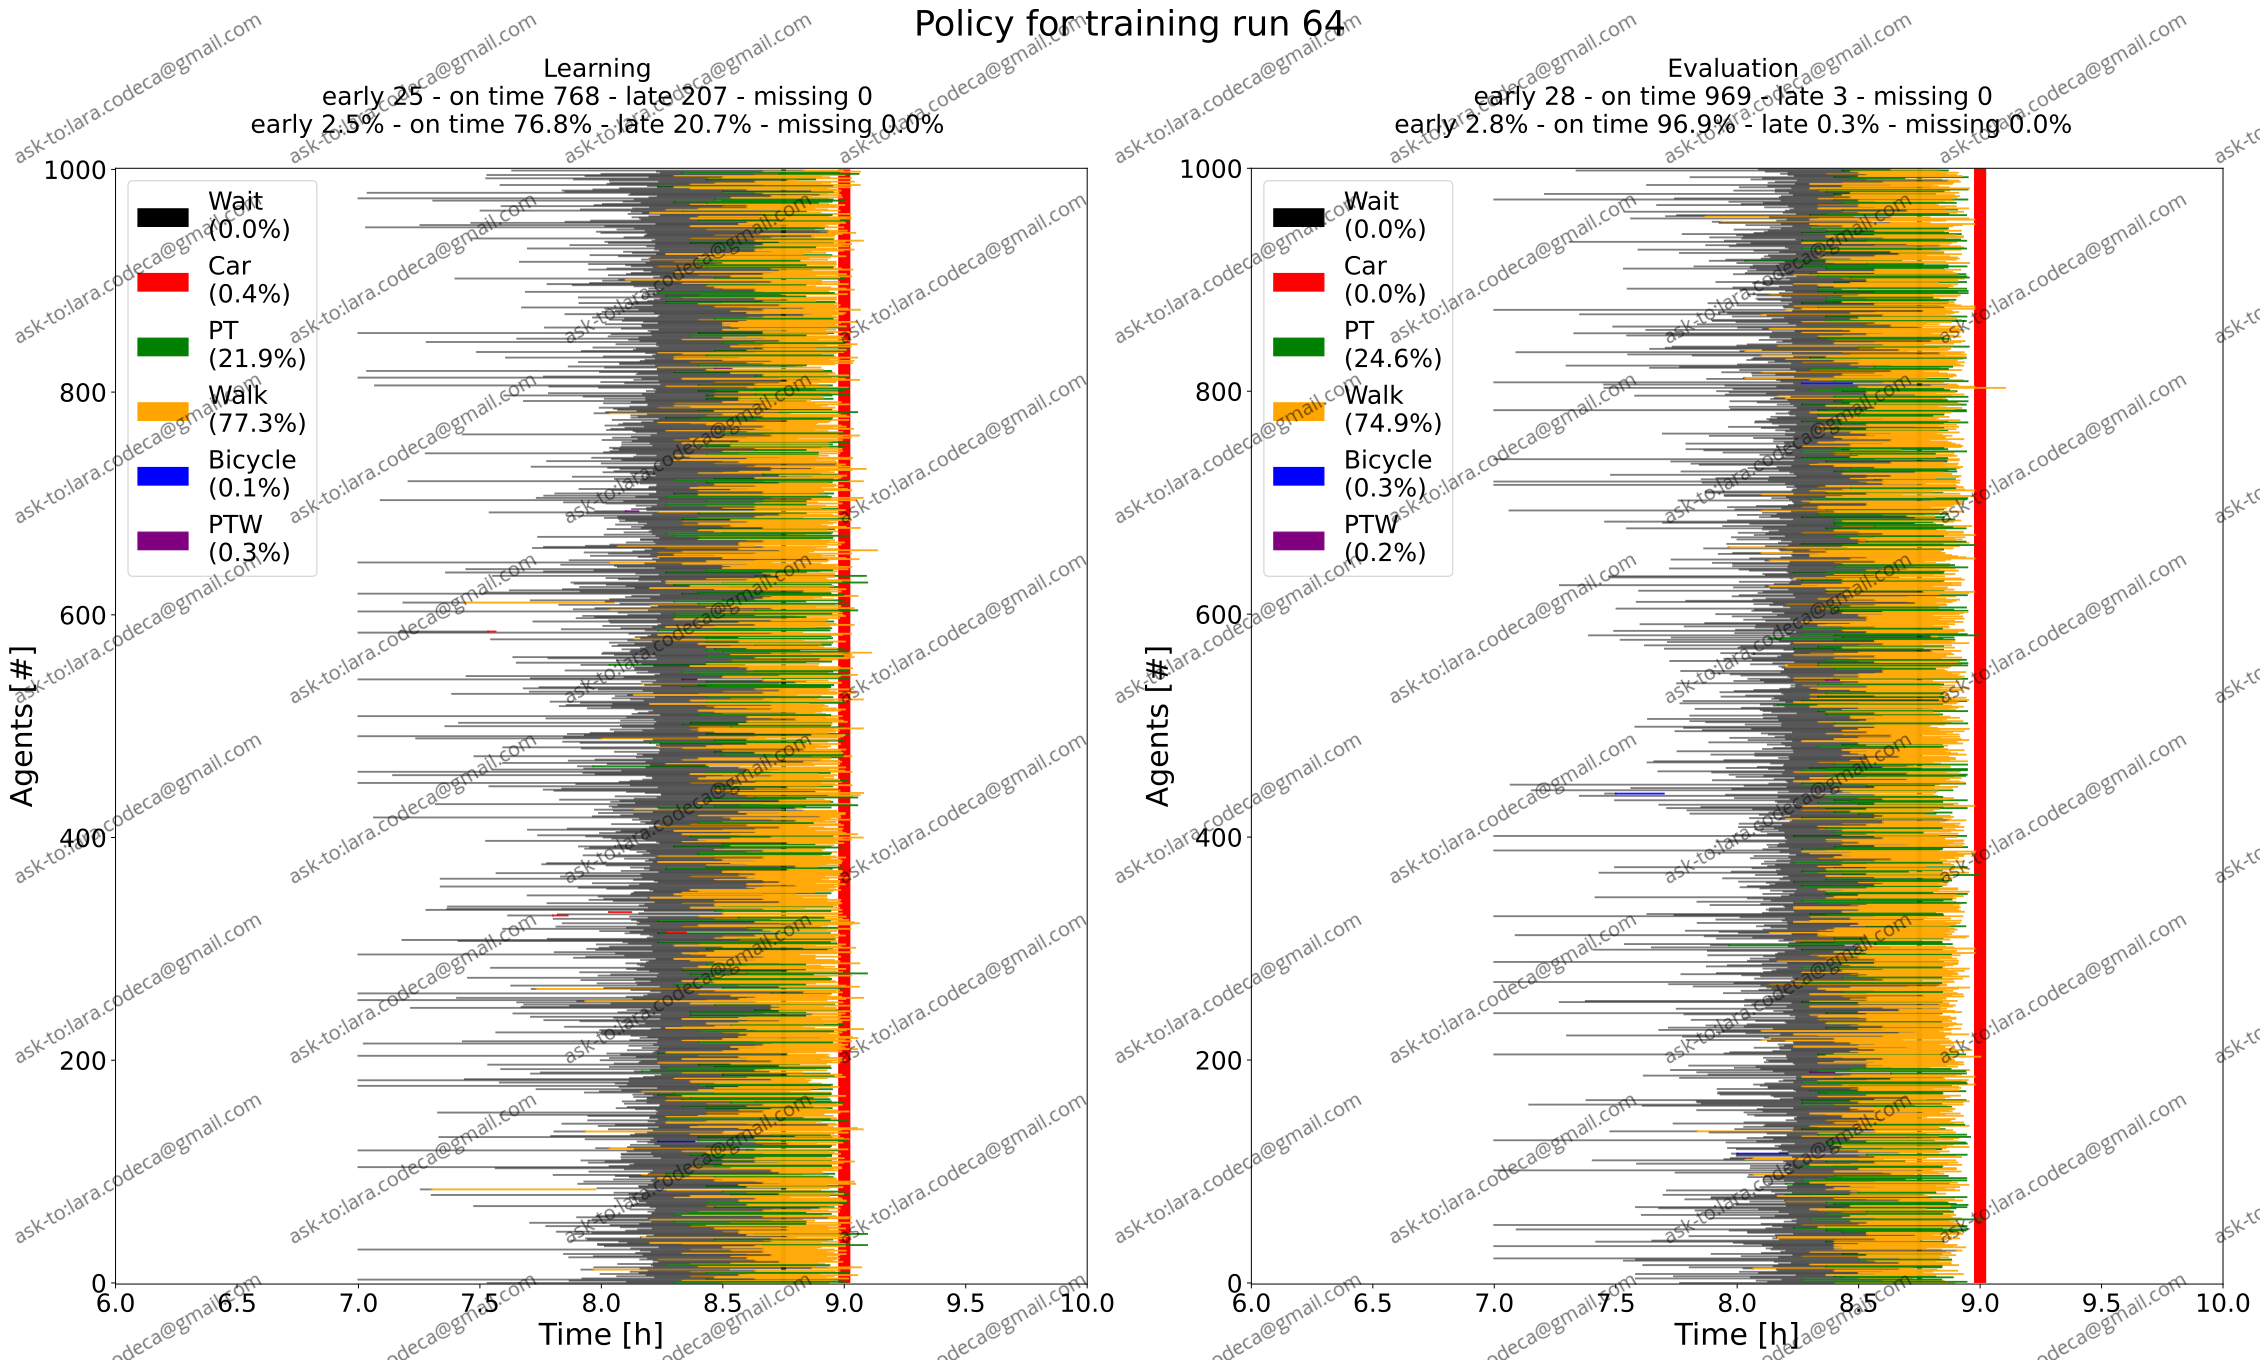 Policy for training run 64
Learning
early 25 - on time 768 - late 207 - missing 0
early 2.5% - on time 76.8% - late 20.7% - missing 0.0%
1000
800
600
400
200
0
Agents [#]
Wait
(0.0%)
Car
(0.4%)
PT
(21.9%)
Walk
(77.3%)
Bicycle
(0.1%)
PTW
(0.3%)
6.0 6.5 7.0 7.5 8.0 8.5 9.0 9.5 10.0
Time [h]
Evaluation
early 28 - on time 969 - late 3 - missing 0
early 2.8% - on time 96.9% - late 0.3% - missing 0.0%
1000
800
600
400
200
0
Agents [#]
Wait
(0.0%)
Car
(0.0%)
PT
(24.6%)
Walk
(74.9%)
Bicycle
(0.3%)
PTW
(0.2%)
6.0 6.5 7.0 7.5 8.0 8.5 9.0 9.5 10.0
Time [h]
ask-to:lara.codeca@gmail.com